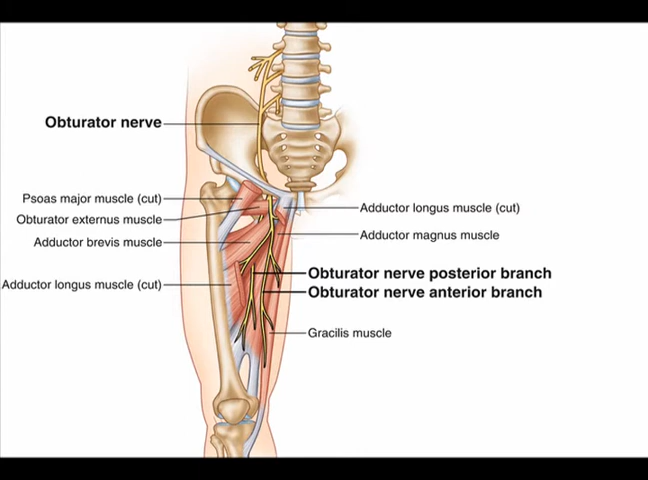 Obturator nerve
Psoas major muscle (cut)
Obturator externus muscle
Adductor brevis muscle
Adductor longus muscle (cut)
Adductor longus muscle (cut)
Adductor magnus muscle
Obturator nerve posterior branch
Obturator nerve anterior branch
Gracilis muscle